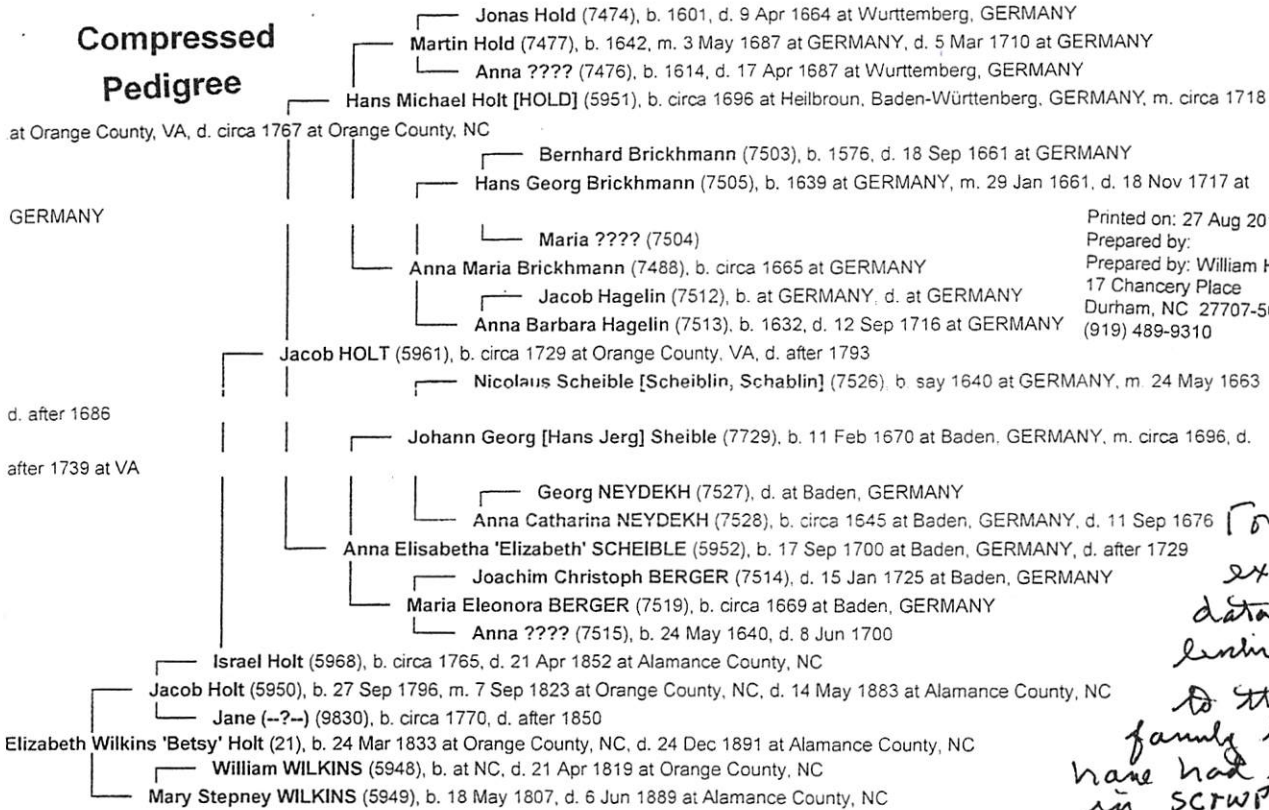 Compressed
Pedigree
Jonas Hold (7474), b. 1601, d. 9 Apr 1664 at Wurttemberg, GERMANY
Martin Hold (7477), b. 1642, m. 3 May 1687 at GERMANY, d. 5 Mar 1710 at GERMANY
Anna ???? (7476), b. 1614, d. 17 Apr 1687 at Wurttemberg, GERMANY
Hans Michael Holt [HOLD] (5951), b. circa 1696 at Heilbroun, Baden-Württenberg, GERMANY, m. circa 1718
at Orange County, VA, d. circa 1767 at Orange County, NC
Bernhard Brickhmann (7503), b. 1576, d. 18 Sep 1661 at GERMANY
Hans Georg Brickhmann (7505), b. 1639 at GERMANY, m. 29 Jan 1661, d. 18 Nov 1717 at
GERMANY
Maria ???? (7504)
Anna Maria Brickhmann (7488), b. circa 1665 at GERMANY
Jacob Hagelin (7512), b. at GERMANY, d. at GERMANY
Anna Barbara Hagelin (7513), b. 1632, d. 12 Sep 1716 at GERMANY
Printed on: 27 Aug 20
Prepared by:
Prepared by: William H
17 Chancery Place
Durham, NC 27707-50
(919) 489-9310
Jacob HOLT (5961), b. circa 1729 at Orange County, VA, d. after 1793
Nicolaus Scheible [Scheiblin, Schablin] (7526) b. say 1640 at GERMANY, m. 24 May 1663
d. after 1686
Johann Georg [Hans Jerg] Sheible (7729), b. 11 Feb 1670 at Baden, GERMANY, m. circa 1696, d.
after 1739 at VA
Georg NEYDEKH (7527), d. at Baden, GERMANY
Anna Catharina NEYDEKH (7528), b. circa 1645 at Baden, GERMANY, d. 11 Sep 1676
Anna Elisabetha 'Elizabeth' SCHEIBLE (5952), b. 17 Sep 1700 at Baden, GERMANY, d. after 1729
Joachim Christoph BERGER (7514), d. 15 Jan 1725 at Baden, GERMANY
Maria Eleonora BERGER (7519), b. circa 1669 at Baden, GERMANY
Anna ???? (7515), b. 24 May 1640, d. 8 Jun 1700
Israel Holt (5968), b. circa 1765, d. 21 Apr 1852 at Alamance County, NC
Jacob Holt (5950), b. 27 Sep 1796, m. 7 Sep 1823 at Orange County, NC, d. 14 May 1883 at Alamance County, NC
Jane (--?--) (9830), b. circa 1770, d. after 1850
Elizabeth Wilkins 'Betsy' Holt (21), b. 24 Mar 1833 at Orange County, NC, d. 24 Dec 1891 at Alamance County, NC
William WILKINS (5948), b. at NC, d. 21 Apr 1819 at Orange County, NC
Mary Stepney WILKINS (5949), b. 18 May 1807, d. 6 Jun 1889 at Alamance County, NC
ex
data
to th
family
have had
in